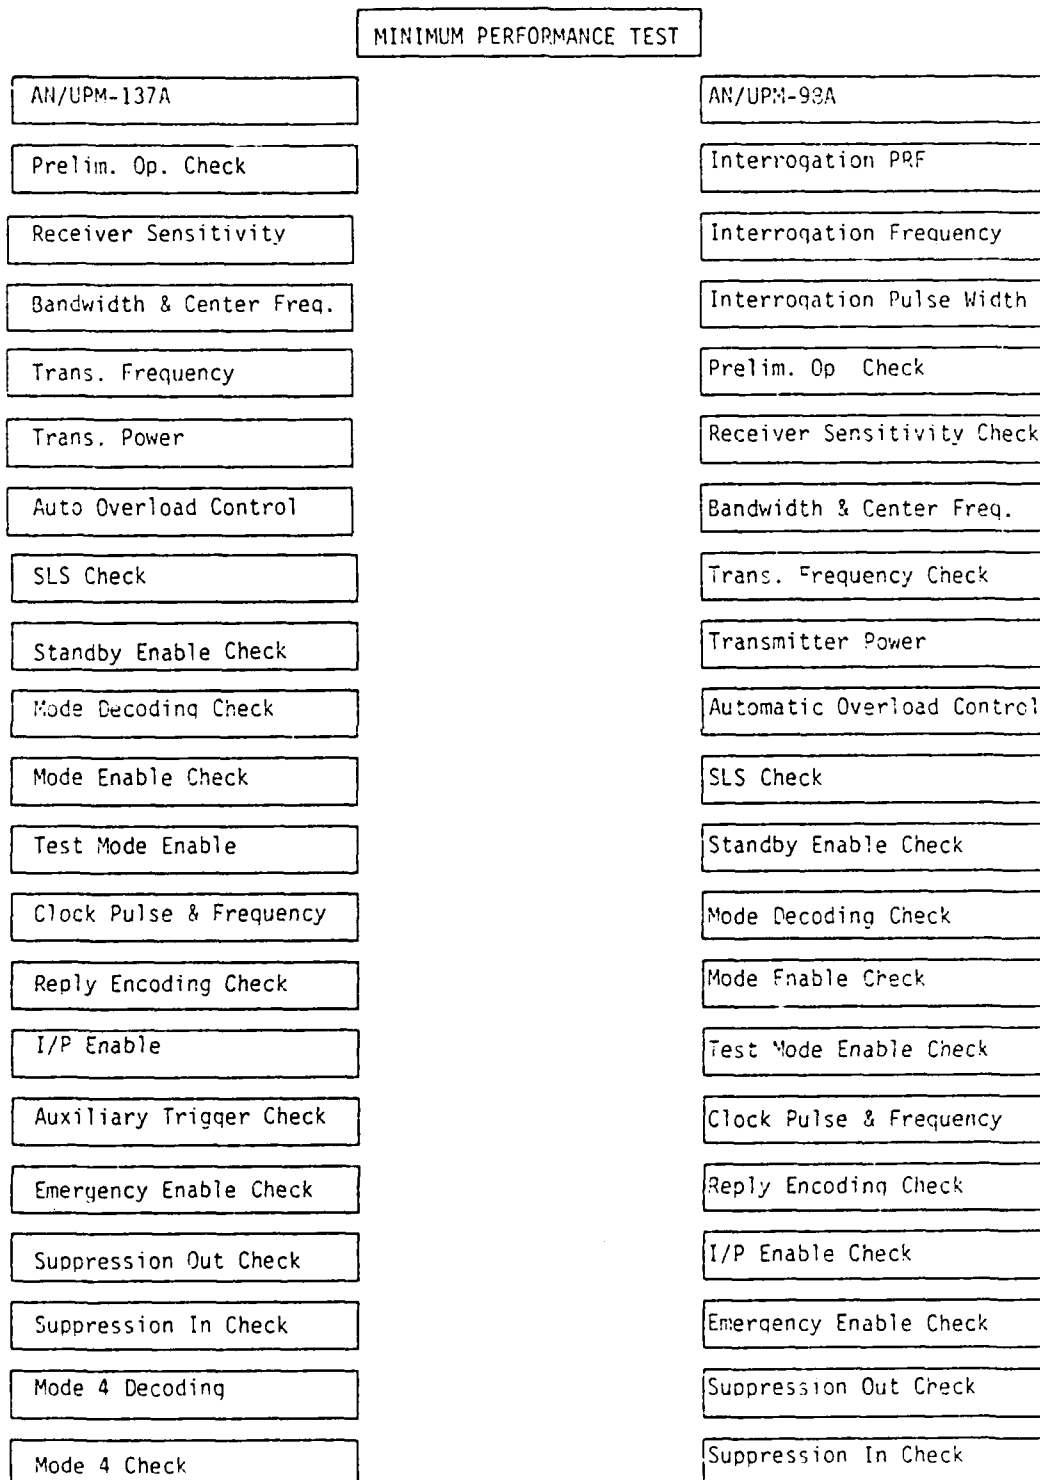 MINIMUM PERFORMANCE TEST
AN/UPM-137A
Prelim. Op. Check
Receiver Sensitivity
Bandwidth & Center Freq.
Trans. Frequency
Trans. Power
Auto Overload Control
SLS Check
Standby Enable Check
Mode Decoding Check
Mode Enable Check
Test Mode Enable
Clock Pulse & Frequency
Reply Encoding Check
I/P Enable
Auxiliary Trigger Check
Emergency Enable Check
Suppression Out Check
Suppression In Check
Mode 4 Decoding
Mode 4 Check
AN/UPM-98A
Interrogation PRF
Interrogation Frequency
Interrogation Pulse Width
Prelim. Op Check
Receiver Sensitivity Check
Bandwidth & Center Freq.
Trans. Frequency Check
Transmitter Power
Automatic Overload Control
SLS Check
Standby Enable Check
Mode Decoding Check
Mode Enable Check
Test Mode Enable Check
Clock Pulse & Frequency
Reply Encoding Check
I/P Enable Check
Emergency Enable Check
Suppression Out Check
Suppression In Check